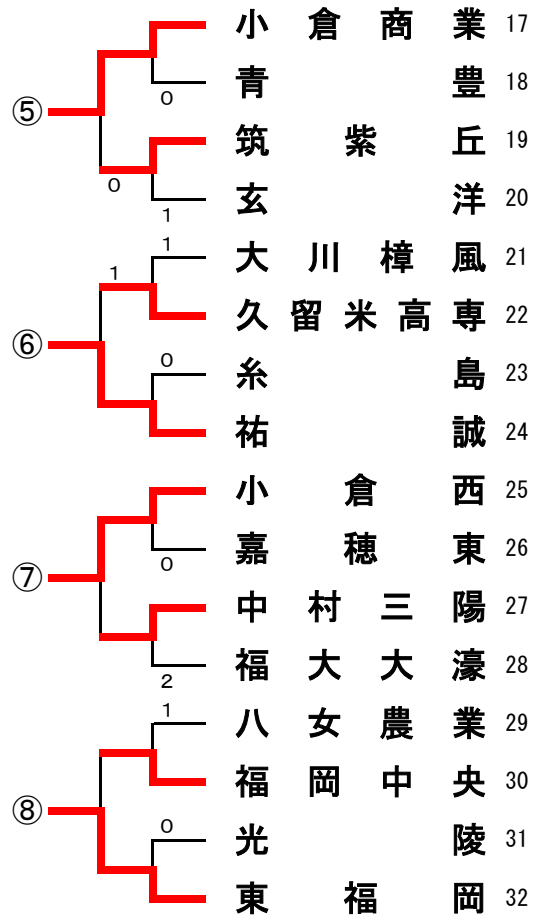 小倉商業 17
0
青豊 18
⑤
筑紫丘 19
0
玄洋 20
1
1
大川樟風 21
1
久留米高専 22
⑥
0
糸島 23
祐誠 24
小倉西 25
0
嘉穂東 26
⑦
中村三陽 27
福大大濠 28
2
1
八女農業 29
福岡中央 30
⑧
0
光陵 31
東福岡 32